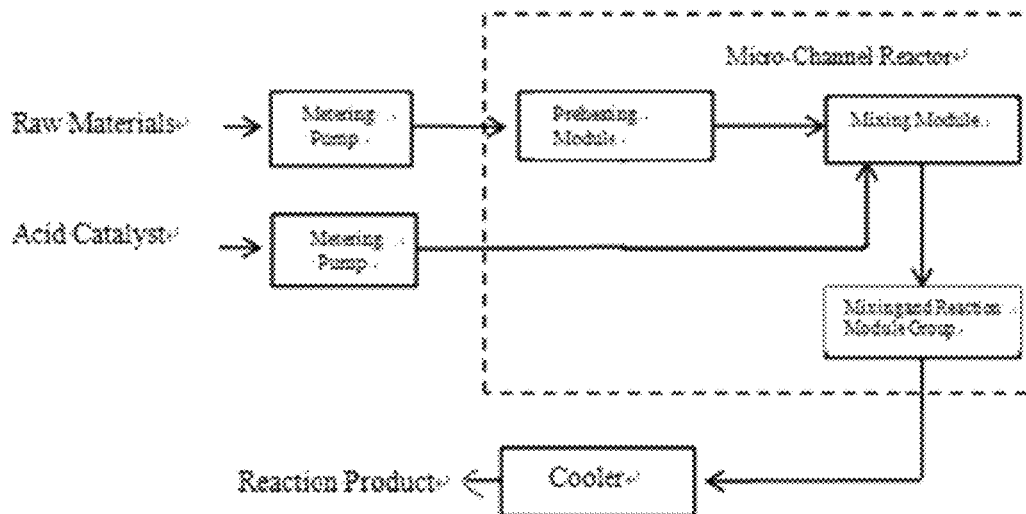 Micro-Channel Reactor
Raw Materials
Metering
Pump
Preheating
Module
Mixing Module
Acid Catalyst
Metering
Pump
Mixing and Reaction
Module Group
Reaction Product
Cooler